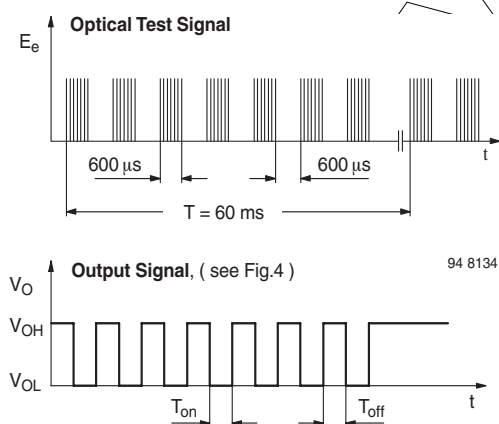 Optical Test Signal
Ee
t
600 µs
600 µs
T = 60 ms
94 8134
Output Signal, ( see Fig.4 )
VO
VOH
VOL
Ton
Toff
t